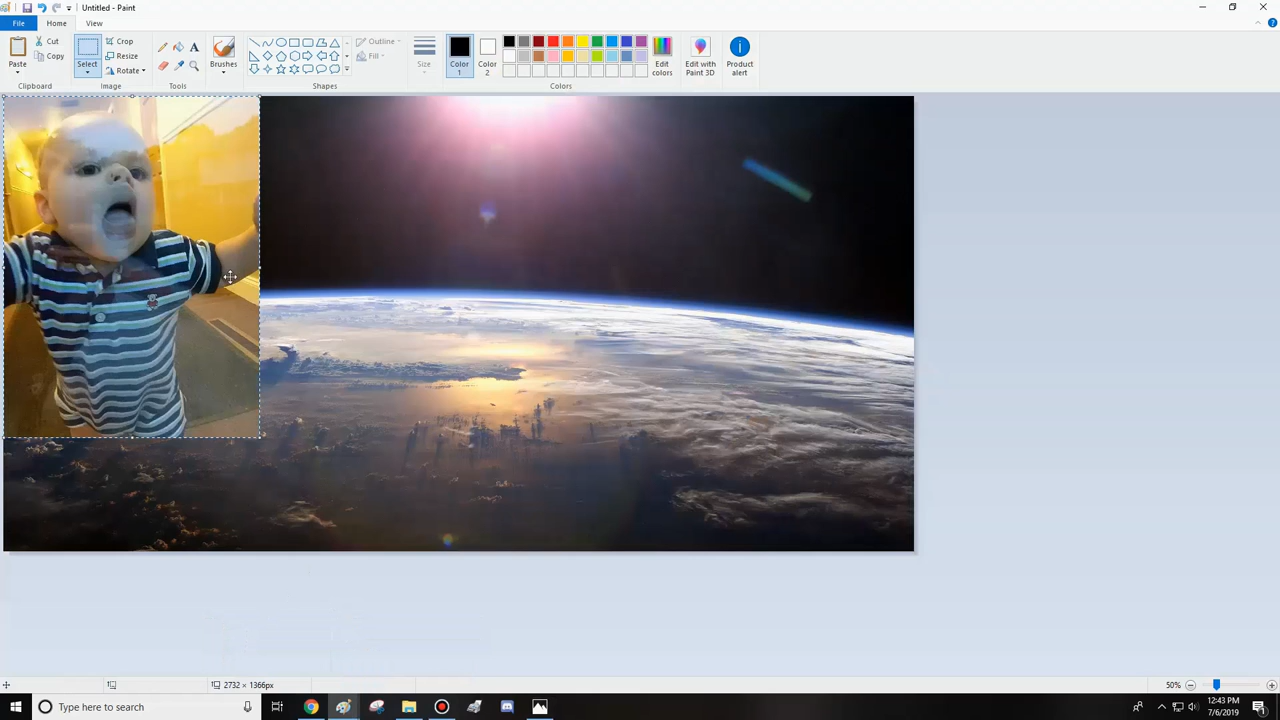 Untitled - Paint
File Home View
Paste
Cut
Copy
Clipboard
Select
Crop
Resize
Rotate
Image
A
Tools
Brushes
Shapes
Outline
Fill
Size
Color 1
Color 2
Edit colors
Colors
Edit with Paint 3D
Product alert
2732 × 1366px
50%
Type here to search
12:43 PM
7/6/2019